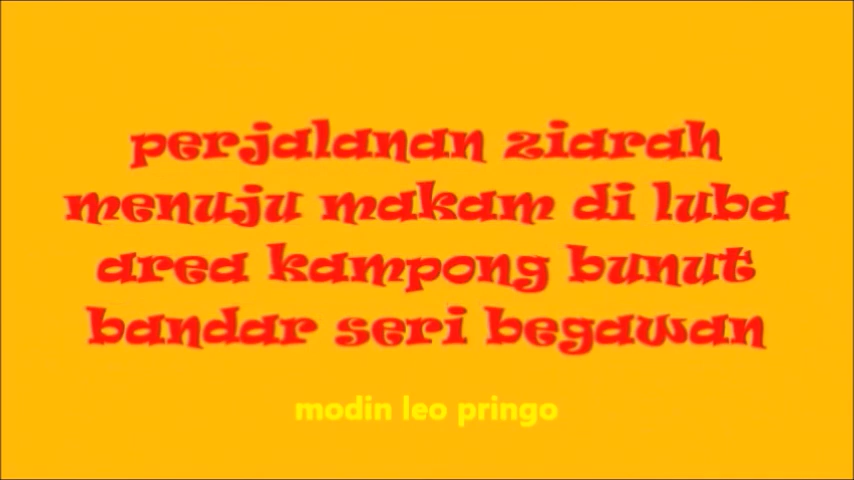 perjalanan ziarah
menuju makam di luba
area kampong bunut
bandar seri begawan
modin leo pringo